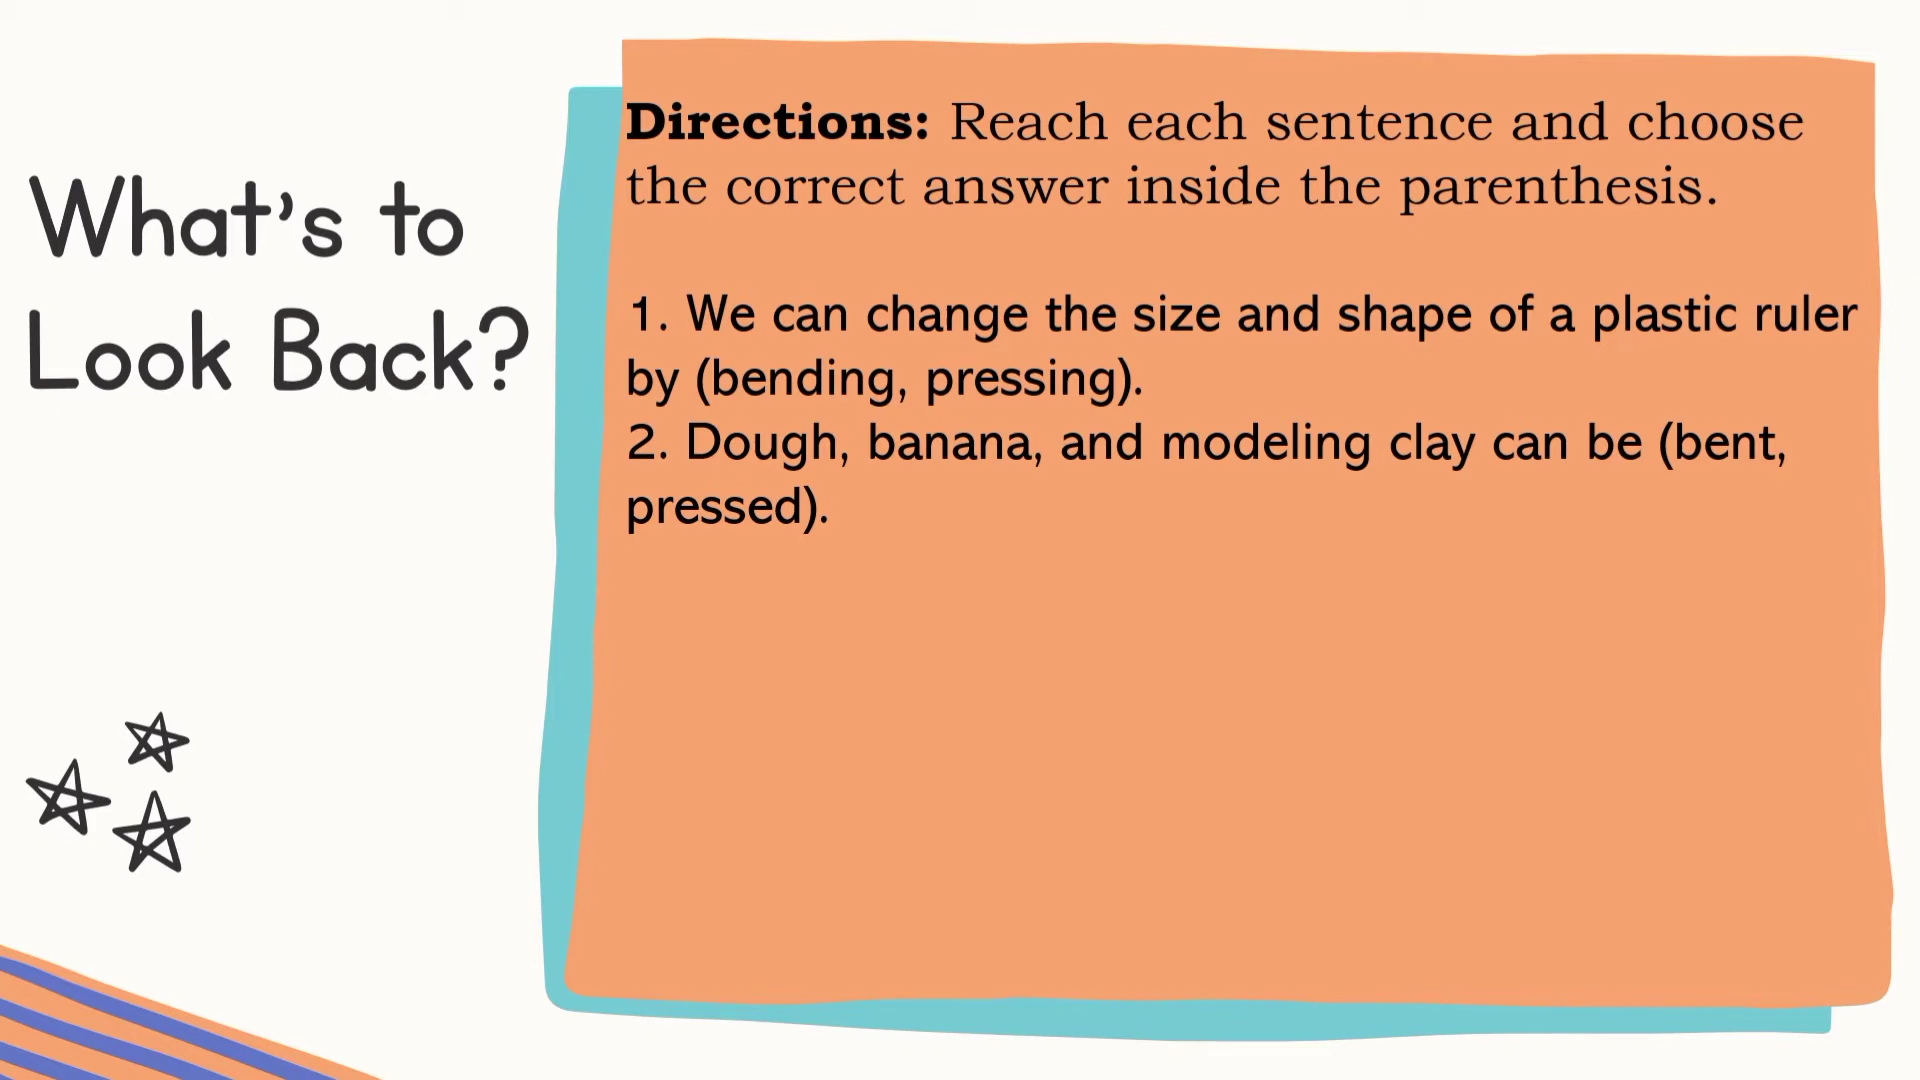 What's to
Look Back?
Directions: Reach each sentence and choose
the correct answer inside the parenthesis.
1. We can change the size and shape of a plastic ruler
by (bending, pressing).
2. Dough, banana, and modeling clay can be (bent,
pressed).